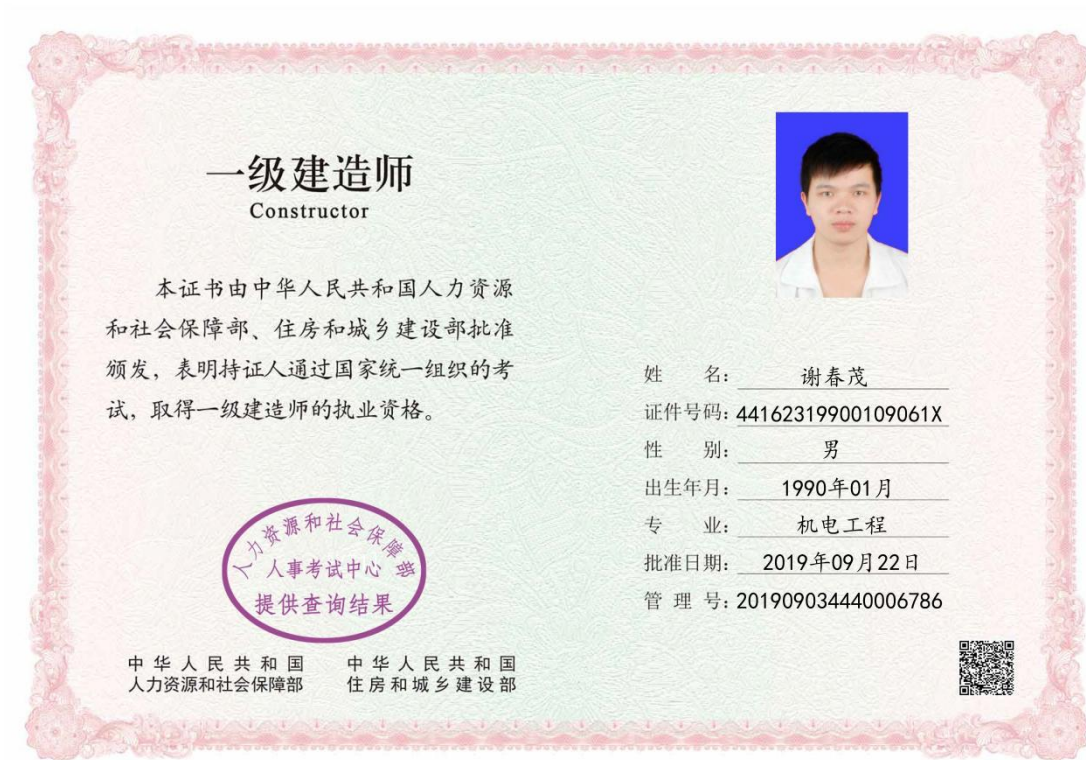 一级建造师
Constructor
本证书由中华人民共和国人力资源
和社会保障部、住房和城乡建设部批准
颁发，表明持证人通过国家统一组织的考
试，取得一级建造师的执业资格。
人力资源和社会保障部
人事考试中心
提供查询结果
中华人民共和国
人力资源和社会保障部
中华人民共和国
住房和城乡建设部
姓 名：谢春茂
证件号码：44162319900109061X
性 别：男
出生年月：1990年01月
专 业：机电工程
批准日期：2019年09月22日
管 理 号：201909034440006786